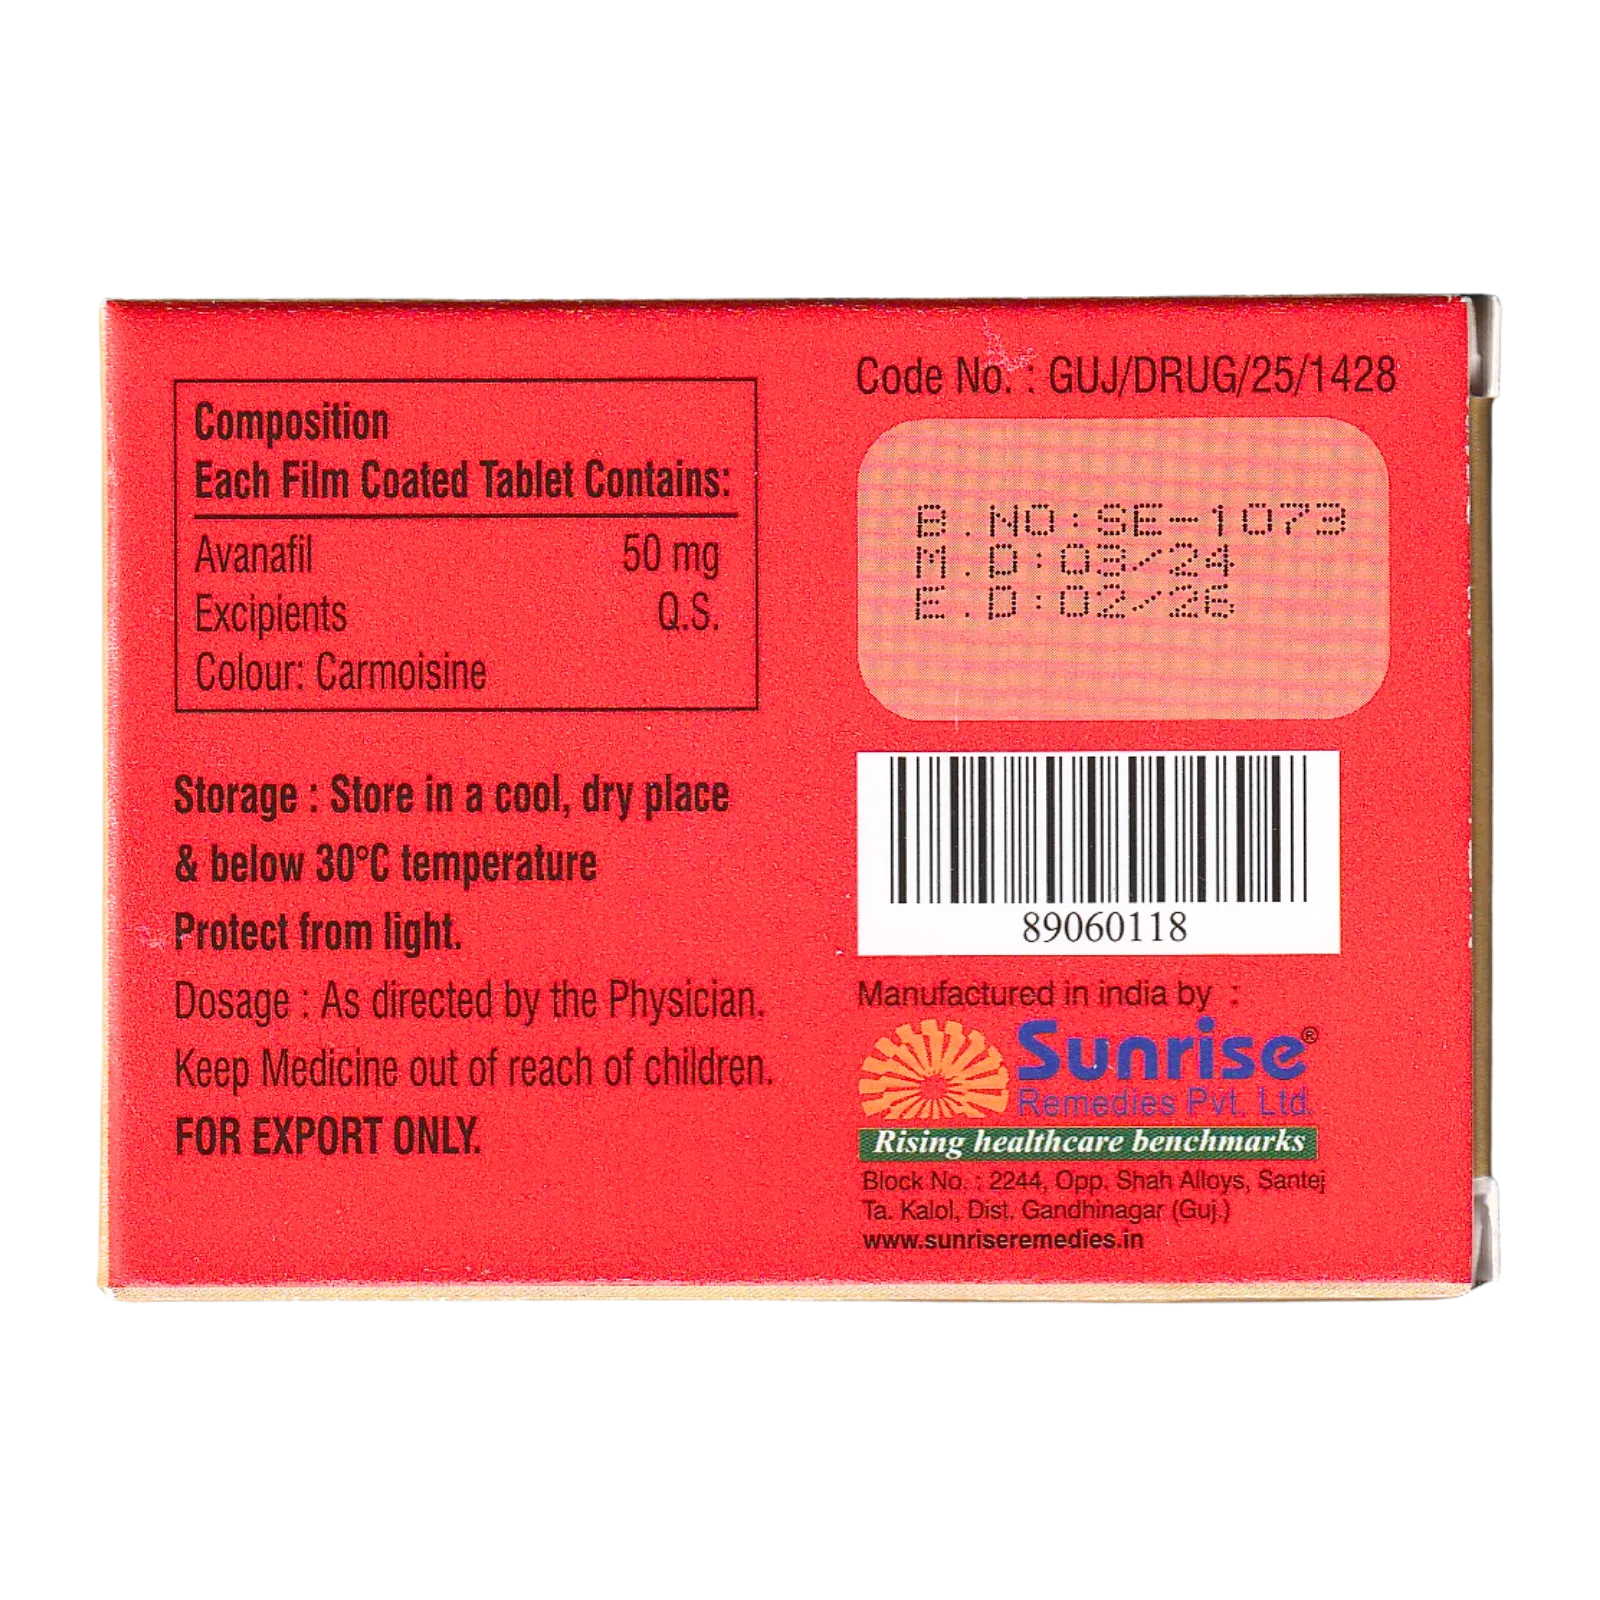 Composition
Each Film Coated Tablet Contains:
Avanafil 50 mg
Excipients Q.S.
Colour: Carmoisine
Storage : Store in a cool, dry place
& below 30°C temperature
Protect from light.
Dosage : As directed by the Physician.
Keep Medicine out of reach of children.
FOR EXPORT ONLY.
Code No. : GUJ/DRUG/25/1428
B.NO:SE-1073
M.D:03/24
E.D:02/26
89060118
Manufactured in india by :
Sunrise®
Remedies Pvt. Ltd.
Rising healthcare benchmarks
Block No. : 2244, Opp. Shah Alloys, Santej
Ta. Kalol, Dist. Gandhinagar (Guj.)
www.sunriseremedies.in